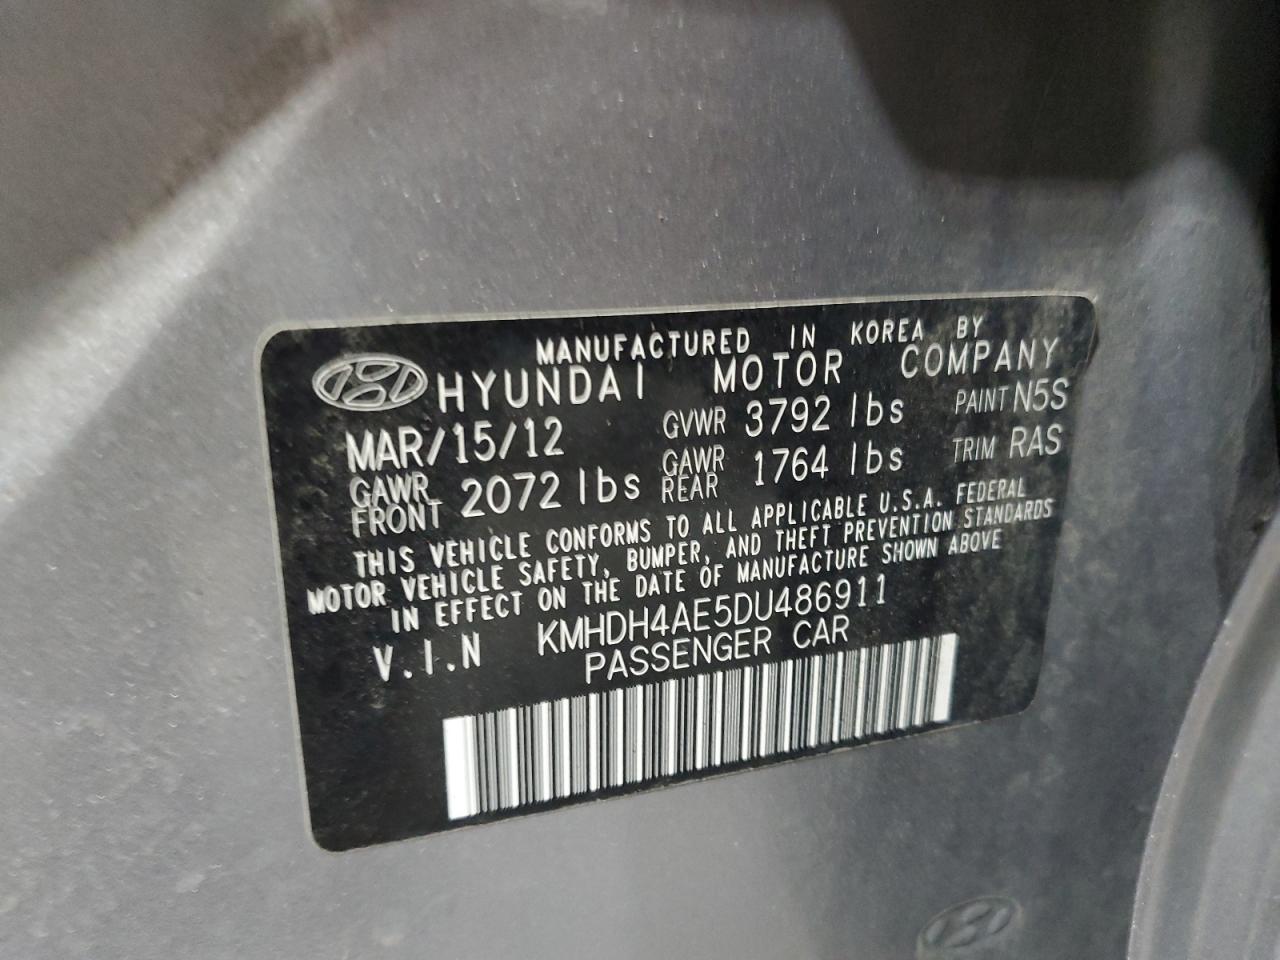 MANUFACTURED IN KOREA BY
HYUNDAI MOTOR COMPANY
MAR/15/12 GVWR 3792 lbs PAINT N5S
GAWR FRONT 2072 lbs GAWR REAR 1764 lbs TRIM RAS
THIS VEHICLE CONFORMS TO ALL APPLICABLE U.S.A. FEDERAL
MOTOR VEHICLE SAFETY, BUMPER, AND THEFT PREVENTION STANDARDS
IN EFFECT ON THE DATE OF MANUFACTURE SHOWN ABOVE
V.I.N KMHDH4AE5DU486911
PASSENGER CAR